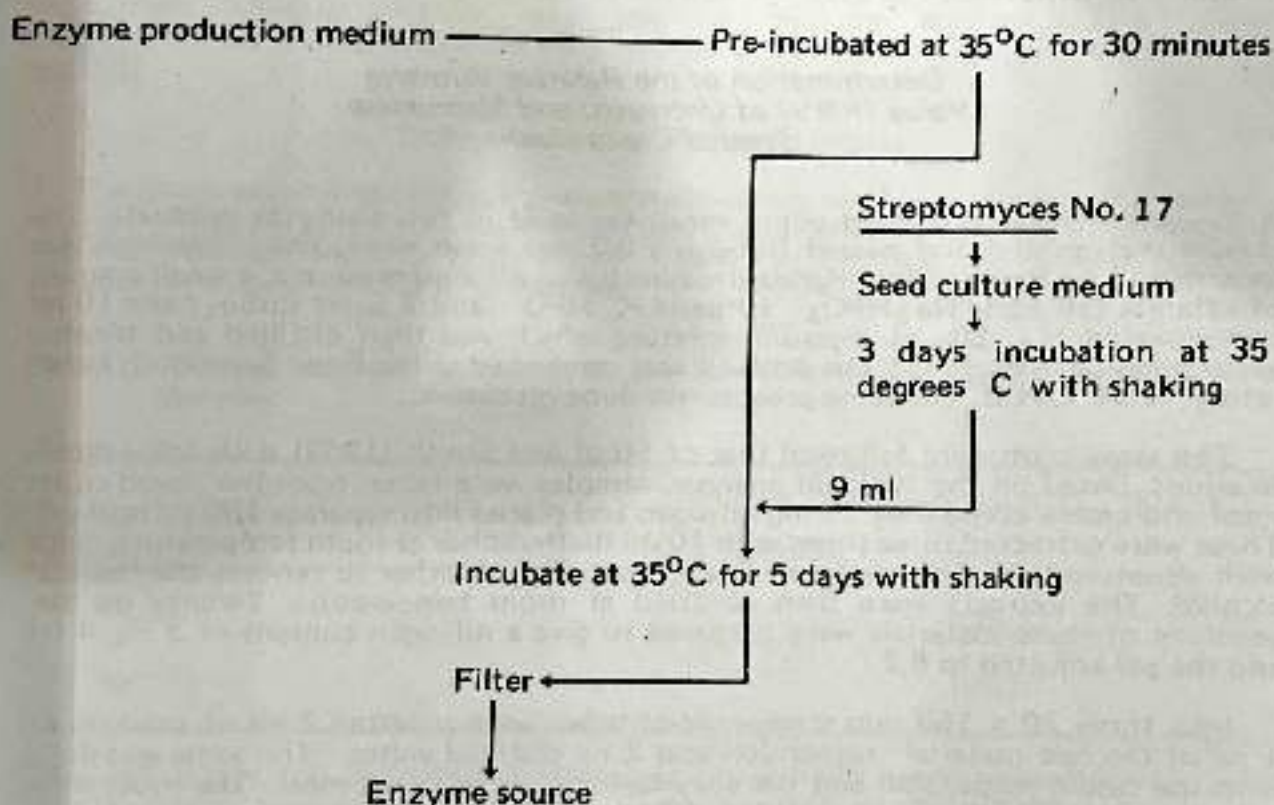 Enzyme production medium Pre-incubated at 35°C for 30 minutes
Streptomyces No. 17
Seed culture medium
3 days incubation at 35
degrees C with shaking
9 ml
Incubate at 35°C for 5 days with shaking
Filter
Enzyme source